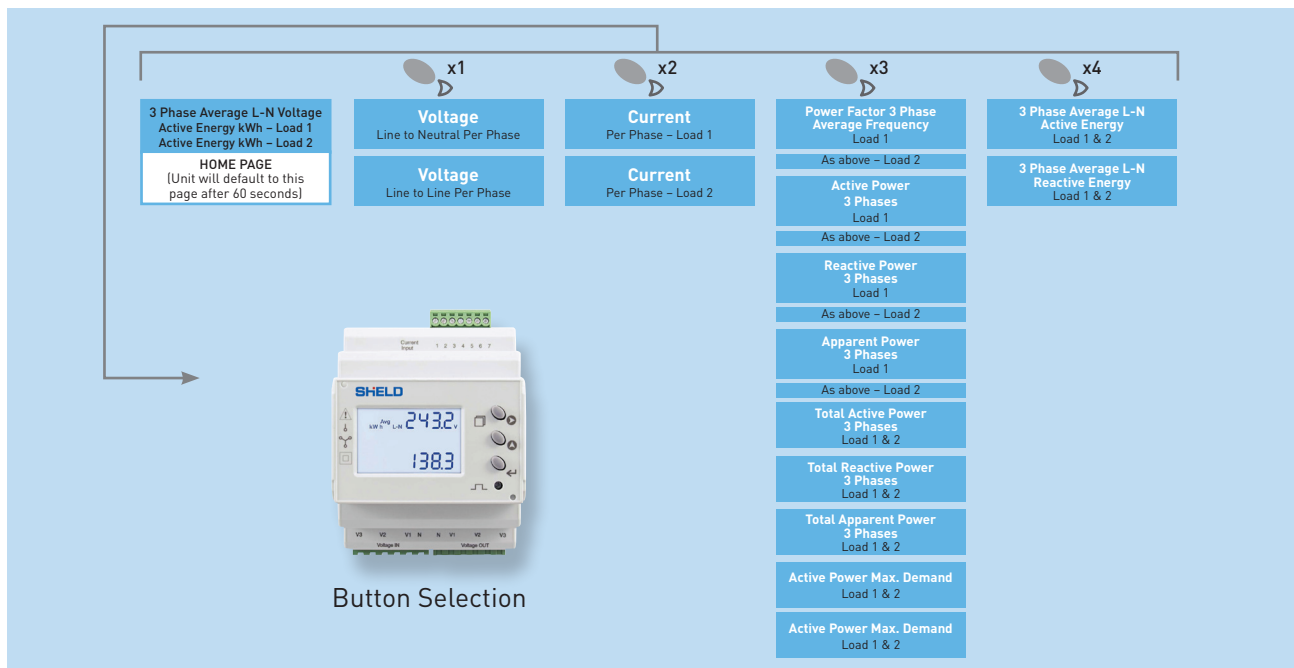 x1
x2
x3
x4
3 Phase Average L-N Voltage
Active Energy kWh – Load 1
Active Energy kWh – Load 2
HOME PAGE
(Unit will default to this
page after 60 seconds)
Voltage
Line to Neutral Per Phase
Voltage
Line to Line Per Phase
Current
Per Phase – Load 1
Current
Per Phase – Load 2
Power Factor 3 Phase
Average Frequency
Load 1
As above – Load 2
Active Power
3 Phases
Load 1
As above – Load 2
Reactive Power
3 Phases
Load 1
As above – Load 2
Apparent Power
3 Phases
Load 1
As above – Load 2
Total Active Power
3 Phases
Load 1 & 2
Total Reactive Power
3 Phases
Load 1 & 2
Total Apparent Power
3 Phases
Load 1 & 2
Active Power Max. Demand
Load 1 & 2
Active Power Max. Demand
Load 1 & 2
3 Phase Average L-N
Active Energy
Load 1 & 2
3 Phase Average L-N
Reactive Energy
Load 1 & 2
Current
Input
1 2 3 4 5 6 7
SHIELD
Avg
kW h L-N 243.2 V
138.3
V3 V2 V1 N N V1 V2 V3
Voltage IN Voltage OUT
Button Selection